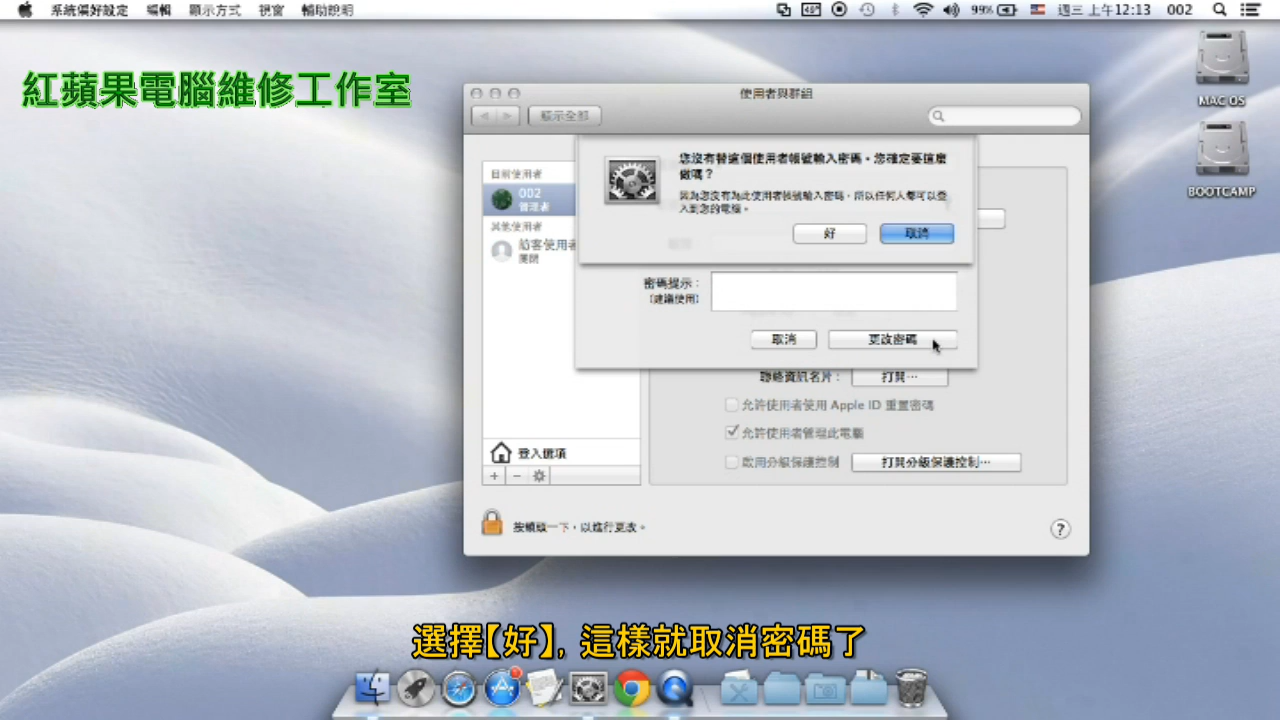 系統偏好設定 編輯 顯示方式 視窗 輔助說明
99% 週三上午12:13 002
紅蘋果電腦維修工作室
MAC OS
BOOTCAMP
使用者與群組
顯示全部
目前使用者
002
管理者
其他使用者
訪客使用者
關閉
您沒有替這個使用者帳號輸入密碼。您確定要這麼
做嗎？
因為您沒有為此使用者帳號輸入密碼，所以任何人都可以登
入到您的電腦。
好 取消
密碼提示：
(建議使用)
取消 更改密碼
聯絡資訊名片： 打開⋯
允許使用者使用 Apple ID 重置密碼
允許使用者管理此電腦
啟用分級保護控制 打開分級保護控制⋯
登入選項
+ −
按鎖頭一下，以進行更改。
?
選擇【好】, 這樣就取消密碼了